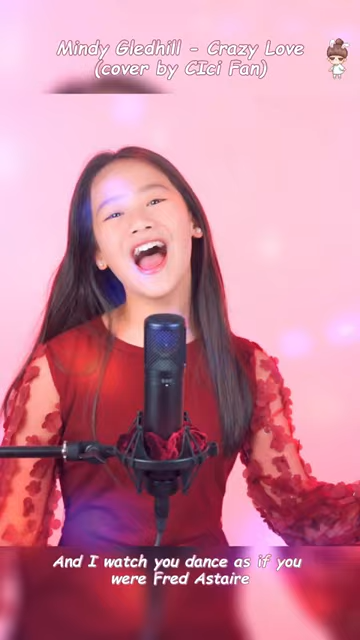 Mindy Gledhill - Crazy Love
(cover by CIci Fan)
And I watch you dance as if you
were Fred Astaire